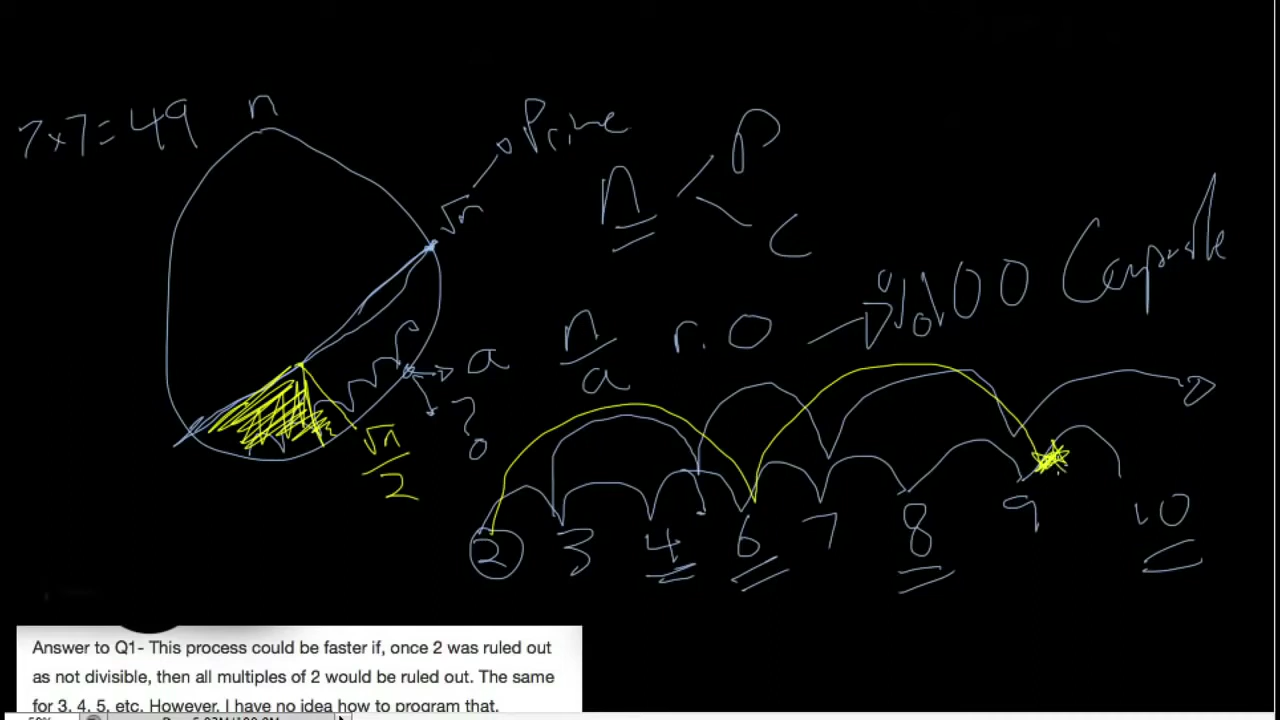 7x7=49
n
√n
Prime
n
P
C
a
n/a
r. 0
%100 Composite
?
√n/2
2 3 4 6 7 8 9 10
Answer to Q1- This process could be faster if, once 2 was ruled out
as not divisible, then all multiples of 2 would be ruled out. The same
for 3, 4, 5, etc. However, I have no idea how to program that.